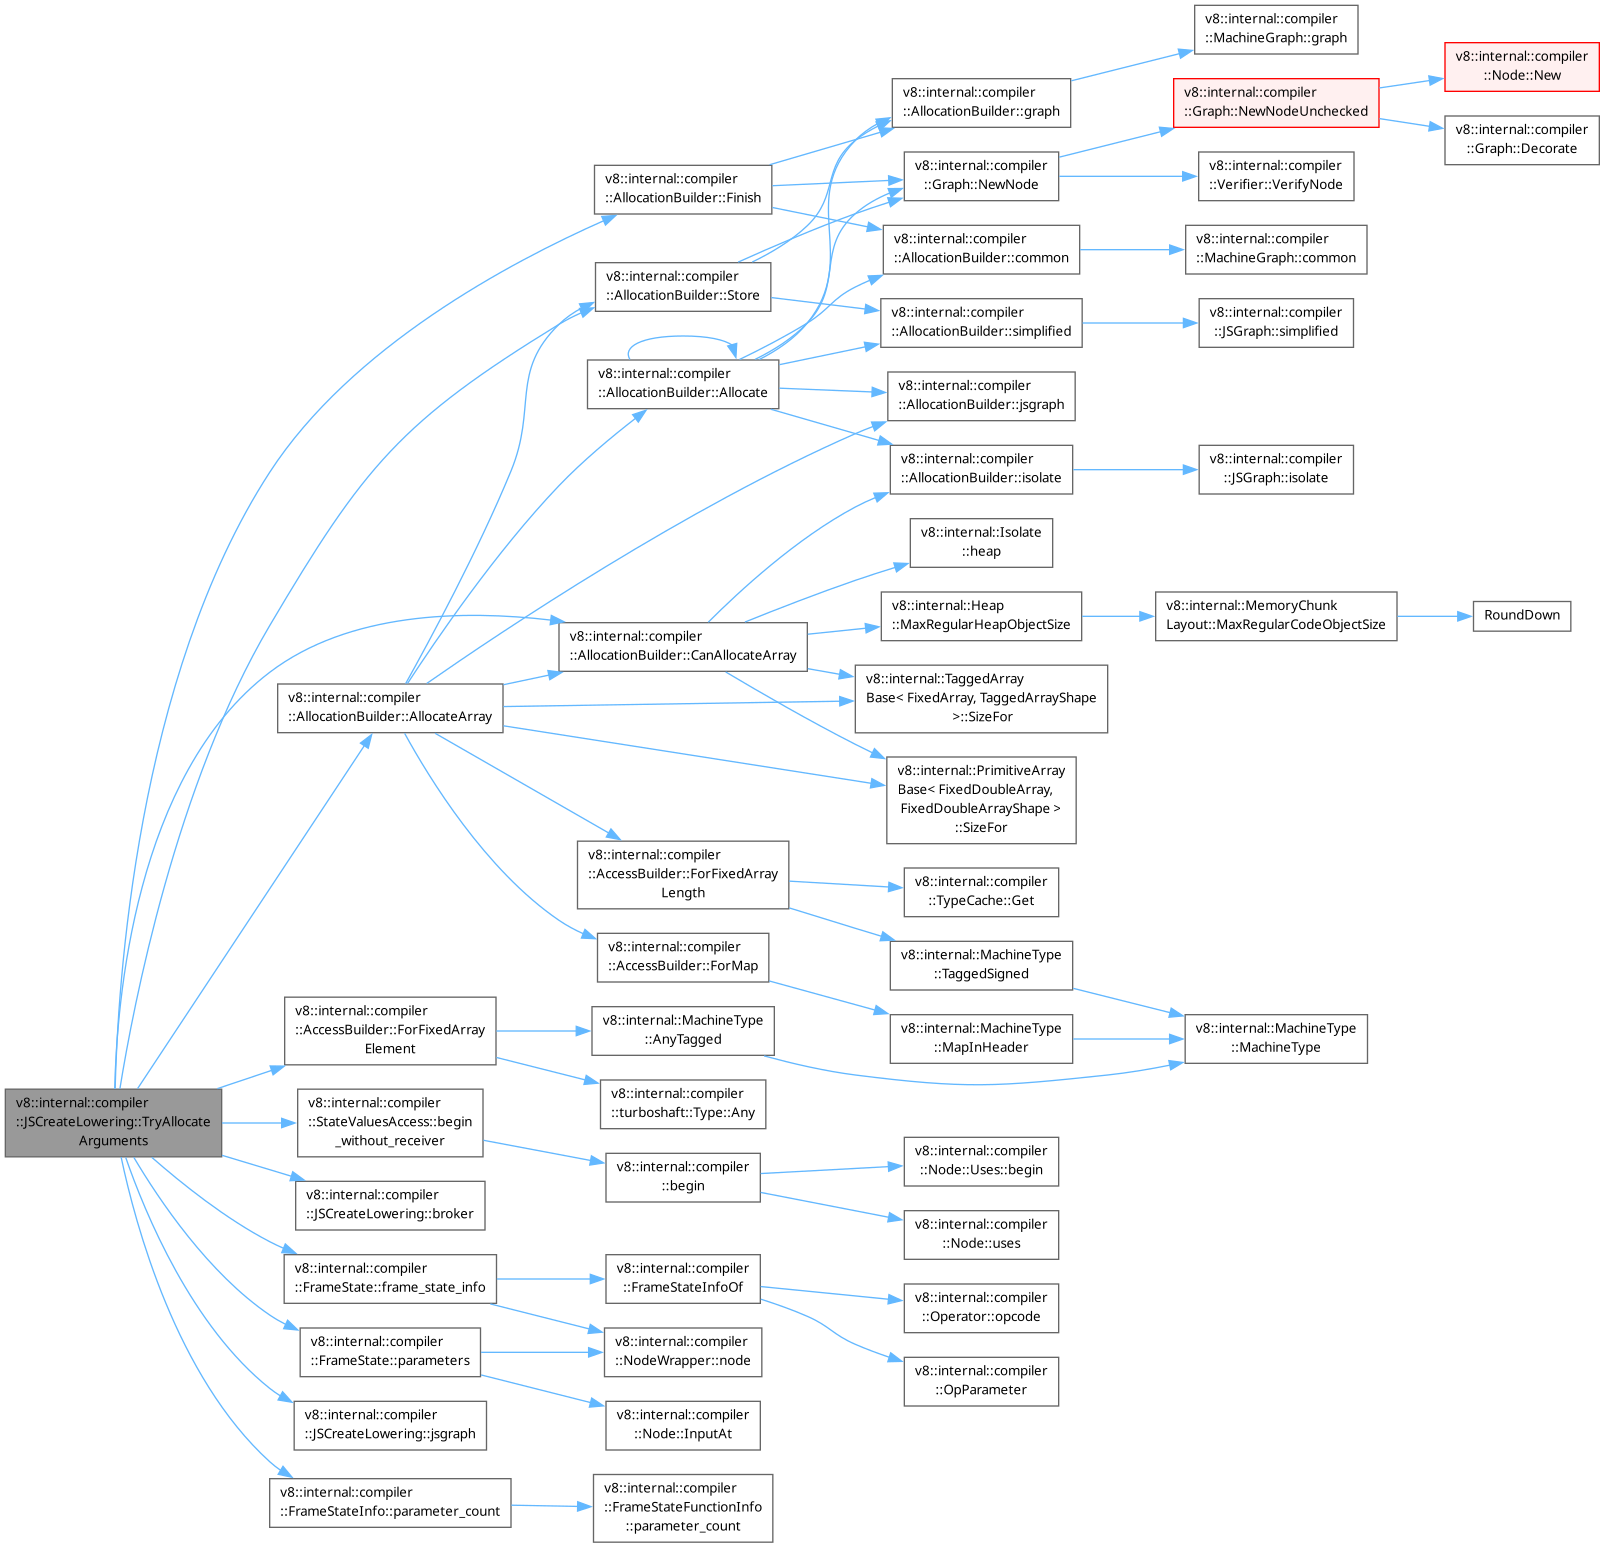 v8::internal::compiler
::JSCreateLowering::TryAllocate
Arguments
v8::internal::compiler
::AllocationBuilder::AllocateArray
v8::internal::compiler
::AccessBuilder::ForFixedArray
Element
v8::internal::compiler
::StateValuesAccess::begin
_without_receiver
v8::internal::compiler
::JSCreateLowering::broker
v8::internal::compiler
::FrameState::frame_state_info
v8::internal::compiler
::FrameState::parameters
v8::internal::compiler
::JSCreateLowering::jsgraph
v8::internal::compiler
::FrameStateInfo::parameter_count
v8::internal::compiler
::AllocationBuilder::Finish
v8::internal::compiler
::AllocationBuilder::Store
v8::internal::compiler
::AllocationBuilder::Allocate
v8::internal::compiler
::AllocationBuilder::CanAllocateArray
v8::internal::compiler
::AccessBuilder::ForFixedArray
Length
v8::internal::compiler
::AccessBuilder::ForMap
v8::internal::MachineType
::AnyTagged
v8::internal::compiler
::turboshaft::Type::Any
v8::internal::compiler
::begin
v8::internal::compiler
::FrameStateInfoOf
v8::internal::compiler
::NodeWrapper::node
v8::internal::compiler
::Node::InputAt
v8::internal::compiler
::FrameStateFunctionInfo
::parameter_count
v8::internal::compiler
::AllocationBuilder::graph
v8::internal::compiler
::Graph::NewNode
v8::internal::compiler
::AllocationBuilder::common
v8::internal::compiler
::AllocationBuilder::simplified
v8::internal::compiler
::AllocationBuilder::jsgraph
v8::internal::compiler
::AllocationBuilder::isolate
v8::internal::Isolate
::heap
v8::internal::Heap
::MaxRegularHeapObjectSize
v8::internal::TaggedArray
Base< FixedArray, TaggedArrayShape
>::SizeFor
v8::internal::PrimitiveArray
Base< FixedDoubleArray,
FixedDoubleArrayShape >
::SizeFor
v8::internal::compiler
::TypeCache::Get
v8::internal::MachineType
::TaggedSigned
v8::internal::MachineType
::MapInHeader
v8::internal::compiler
::Node::Uses::begin
v8::internal::compiler
::Node::uses
v8::internal::compiler
::Operator::opcode
v8::internal::compiler
::OpParameter
v8::internal::compiler
::MachineGraph::graph
v8::internal::compiler
::Graph::NewNodeUnchecked
v8::internal::compiler
::Verifier::VerifyNode
v8::internal::compiler
::MachineGraph::common
v8::internal::compiler
::JSGraph::simplified
v8::internal::compiler
::JSGraph::isolate
v8::internal::MemoryChunk
Layout::MaxRegularCodeObjectSize
v8::internal::MachineType
::MachineType
v8::internal::compiler
::Node::New
v8::internal::compiler
::Graph::Decorate
RoundDown